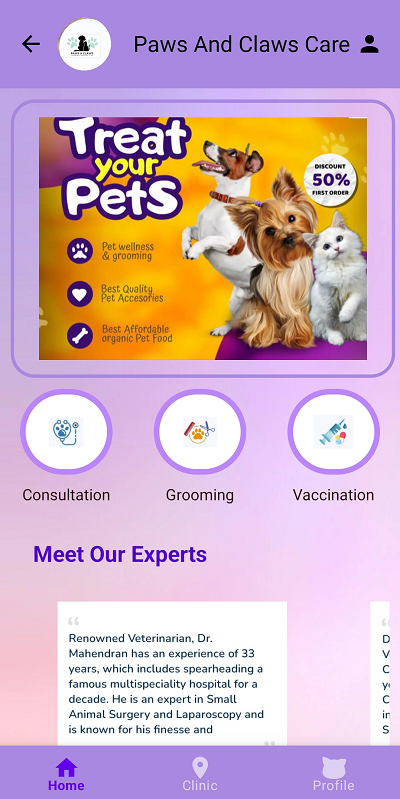 Paws And Claws Care
Treat
your
Pets
DISCOUNT
50%
FIRST ORDER
Pet wellness
& grooming
Best Quality
Pet Accesories
Best Affordable
organic Pet Food
Consultation
Grooming
Vaccination
Meet Our Experts
“
Renowned Veterinarian, Dr.
Mahendran has an experience of 33
years, which includes spearheading a
famous multispeciality hospital for a
decade. He is an expert in Small
Animal Surgery and Laparoscopy and
is known for his finesse and
Home
Clinic
Profile